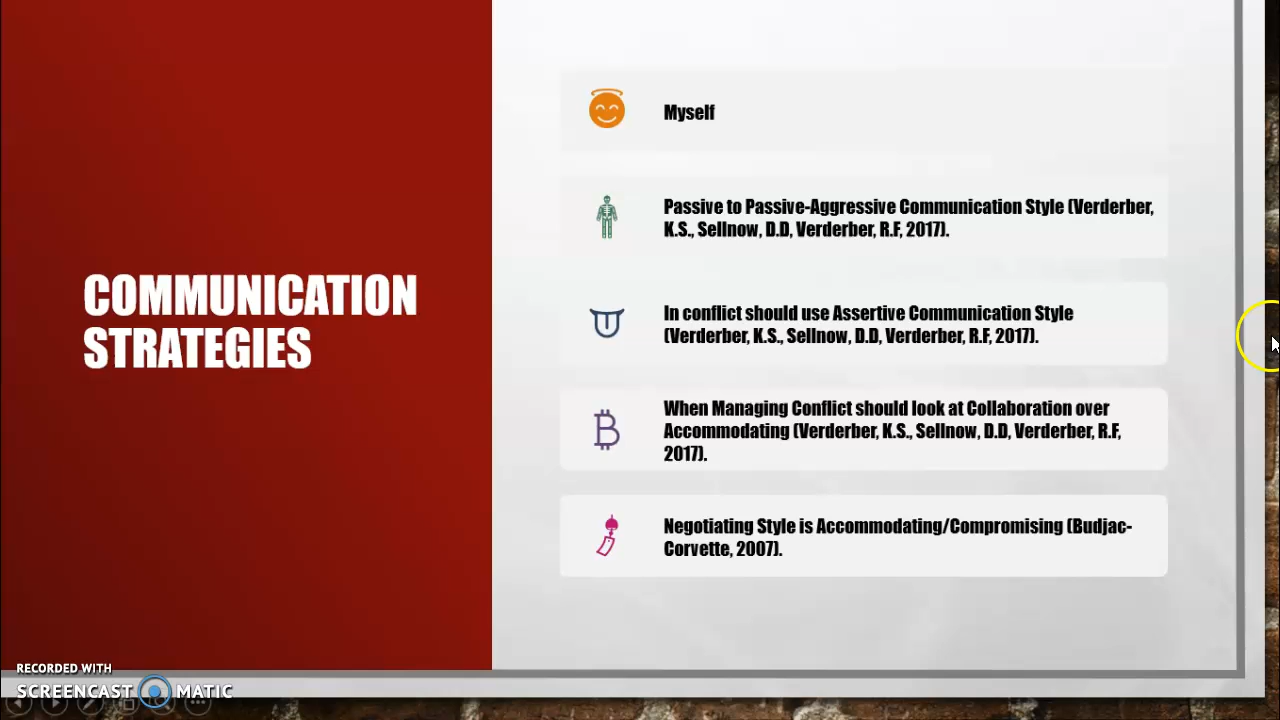 COMMUNICATION
STRATEGIES
Myself
Passive to Passive-Aggressive Communication Style (Verderber,
K.S., Sellnow, D.D, Verderber, R.F, 2017).
In conflict should use Assertive Communication Style
(Verderber, K.S., Sellnow, D.D, Verderber, R.F, 2017).
When Managing Conflict should look at Collaboration over
Accommodating (Verderber, K.S., Sellnow, D.D, Verderber, R.F,
2017).
Negotiating Style is Accommodating/Compromising (Budjac-
Corvette, 2007).
RECORDED WITH
SCREENCAST MATIC